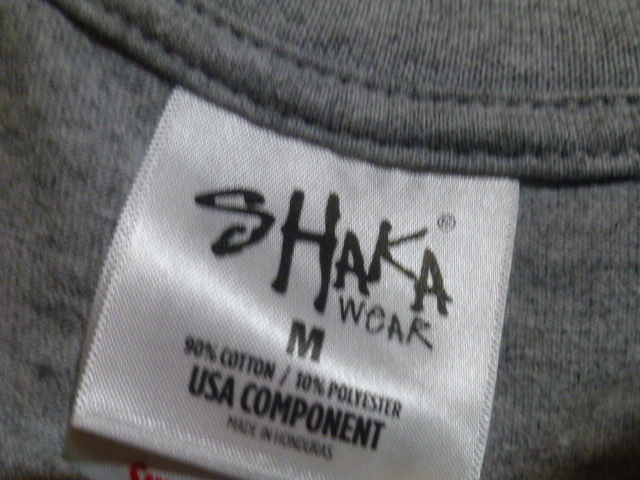 SHAKA ®
WEAR
M
90% COTTON / 10% POLYESTER
USA COMPONENT
MADE IN HONDURAS